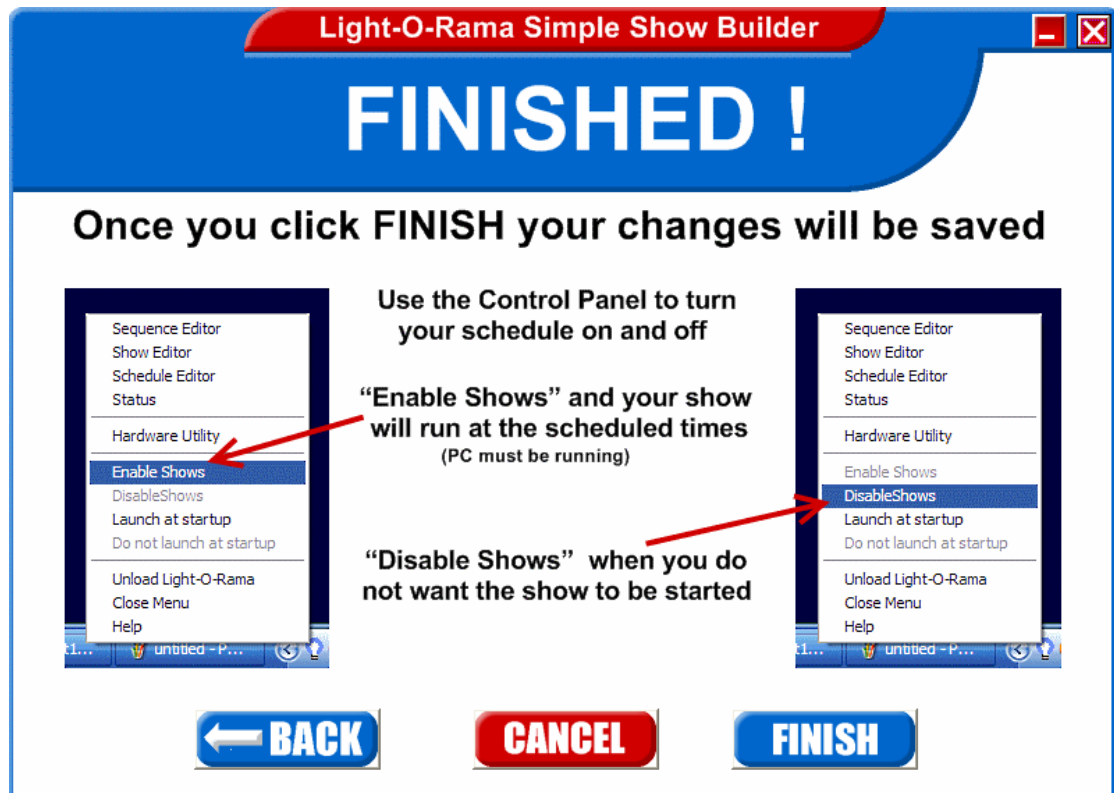 Light-O-Rama Simple Show Builder
FINISHED !
Once you click FINISH your changes will be saved
Sequence Editor
Show Editor
Schedule Editor
Status
Hardware Utility
Enable Shows
DisableShows
Launch at startup
Do not launch at startup
Unload Light-O-Rama
Close Menu
Help
t1... untitled - P...
Use the Control Panel to turn
your schedule on and off
“Enable Shows” and your show
will run at the scheduled times
(PC must be running)
“Disable Shows” when you do
not want the show to be started
Sequence Editor
Show Editor
Schedule Editor
Status
Hardware Utility
Enable Shows
DisableShows
Launch at startup
Do not launch at startup
Unload Light-O-Rama
Close Menu
Help
t1... untitled - P...
BACK
CANCEL
FINISH